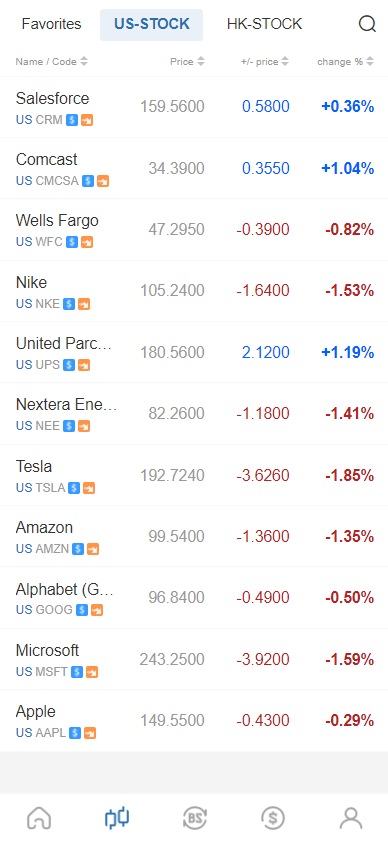 Favorites US-STOCK HK-STOCK
Name / Code Price +/- price change %
Salesforce 159.5600 0.5800 +0.36%
US CRM $
Comcast 34.3900 0.3550 +1.04%
US CMCSA $
Wells Fargo 47.2950 -0.3900 -0.82%
US WFC $
Nike 105.2400 -1.6400 -1.53%
US NKE $
United Parc... 180.5600 2.1200 +1.19%
US UPS $
Nextera Ene... 82.2600 -1.1800 -1.41%
US NEE $
Tesla 192.7240 -3.6260 -1.85%
US TSLA $
Amazon 99.5400 -1.3600 -1.35%
US AMZN $
Alphabet (G... 96.8400 -0.4900 -0.50%
US GOOG $
Microsoft 243.2500 -3.9200 -1.59%
US MSFT $
Apple 149.5500 -0.4300 -0.29%
US AAPL $
BS $